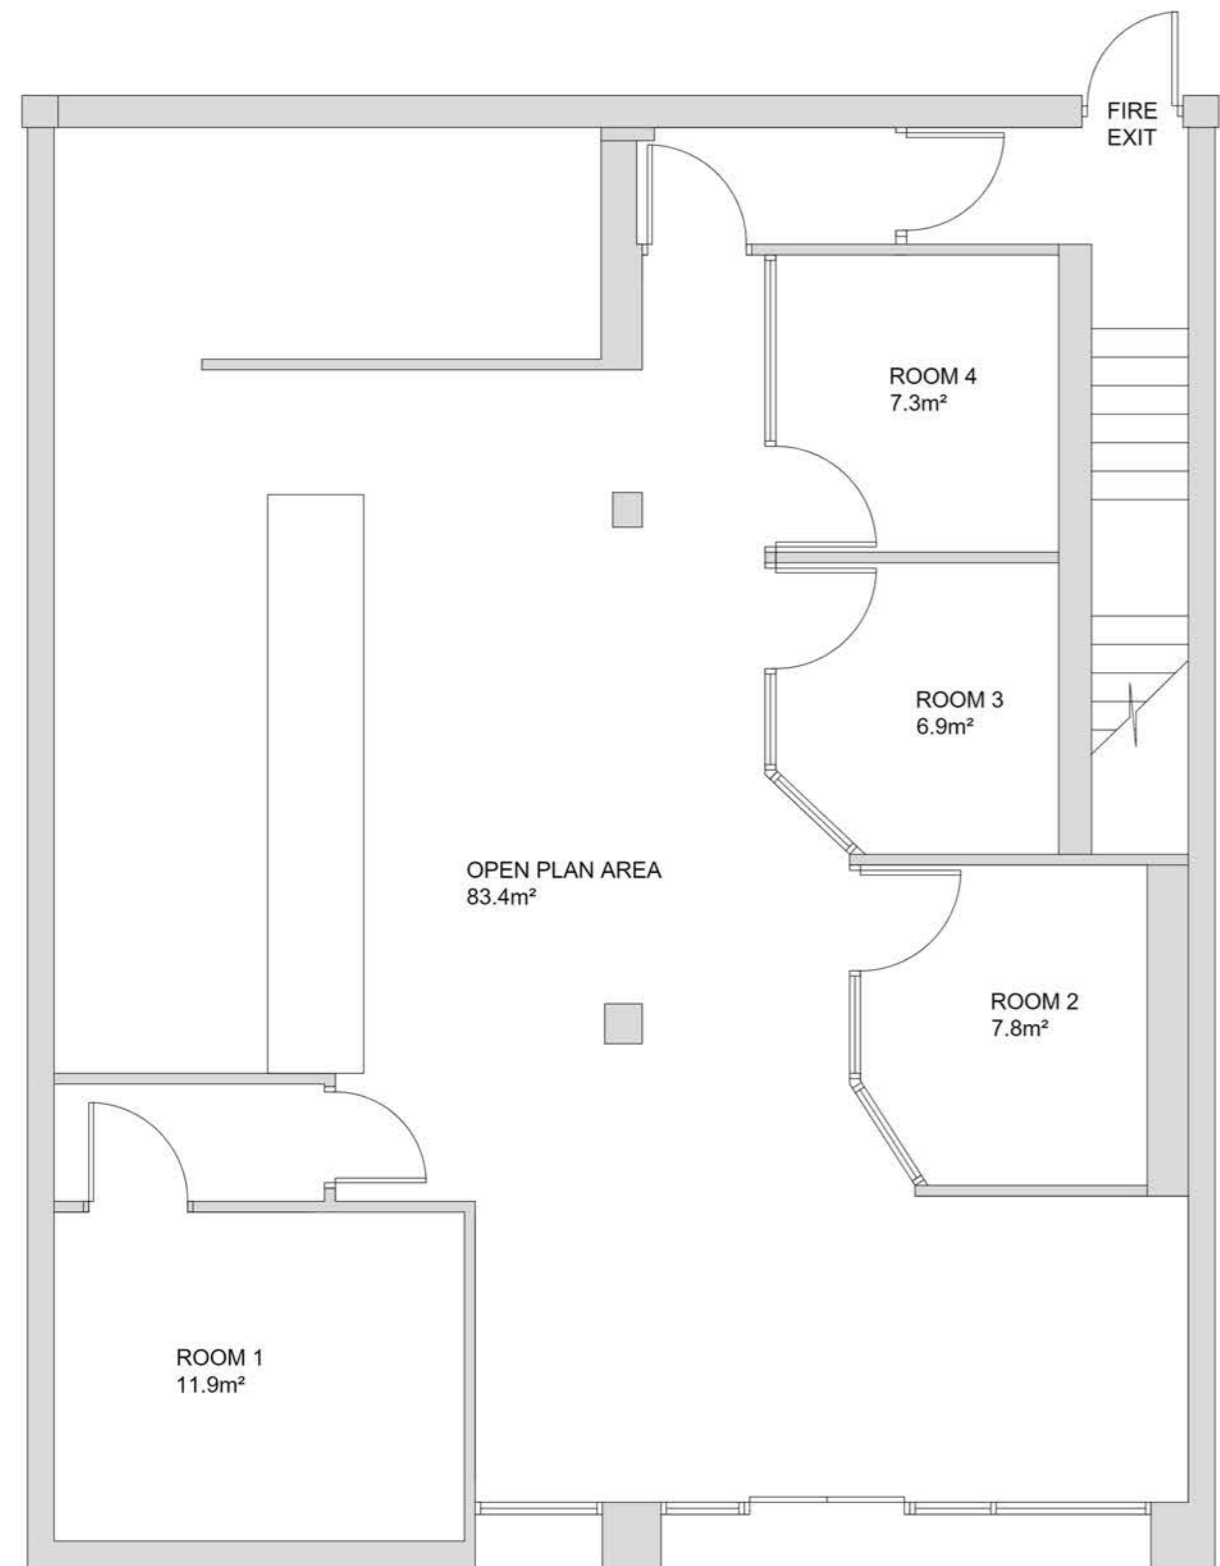 FIRE
EXIT
ROOM 4
7.3m²
ROOM 3
6.9m²
OPEN PLAN AREA
83.4m²
ROOM 2
7.8m²
ROOM 1
11.9m²